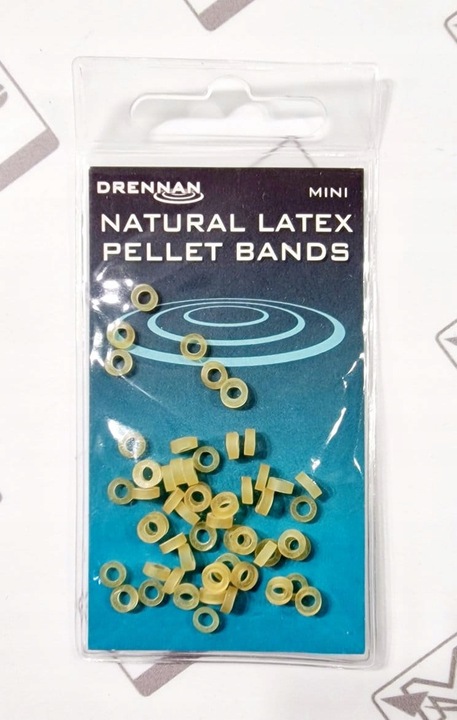 DRENNAN
MINI
NATURAL LATEX
PELLET BANDS